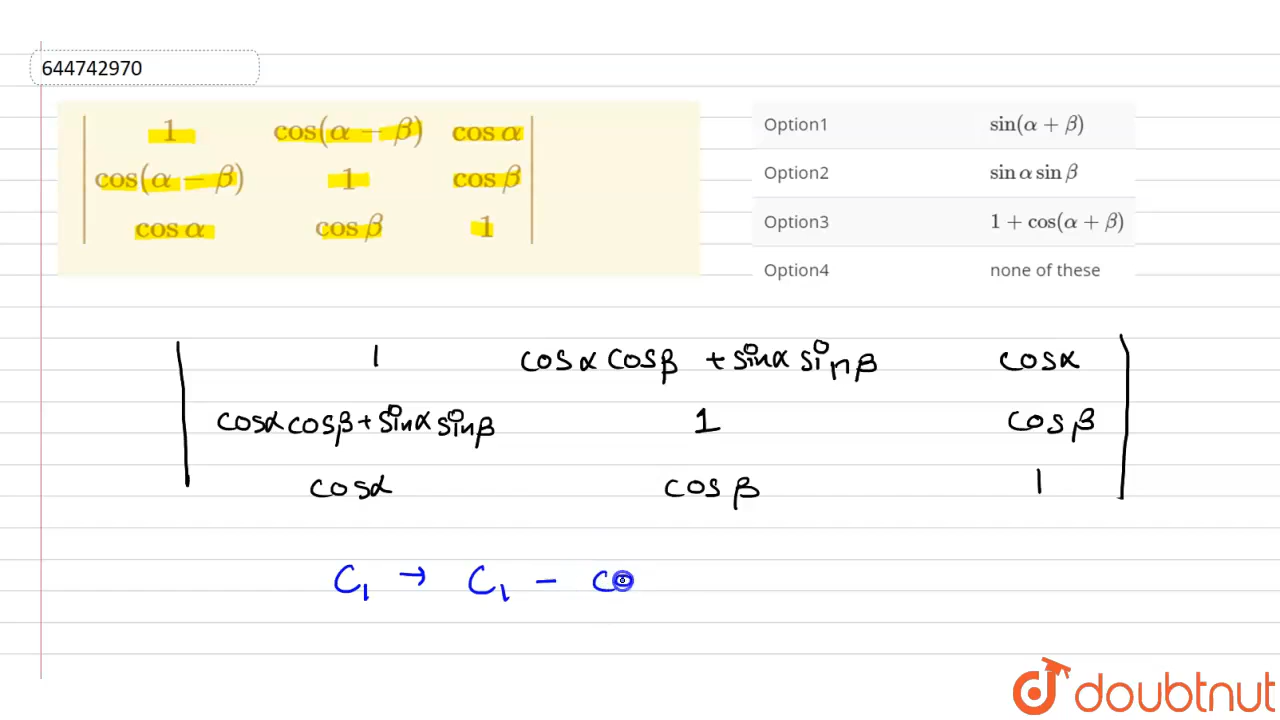 644742970
1 cos(α − β) cos α
cos(α − β) 1 cos β
cos α cos β 1
Option1 sin(α + β)
Option2 sin α sin β
Option3 1 + cos(α + β)
Option4 none of these
1 cosα cosβ + sinα sinβ cosα
cosα cosβ + sinα sinβ 1 cosβ
cosα cosβ 1
C₁ → C₁ − co
doubtnut